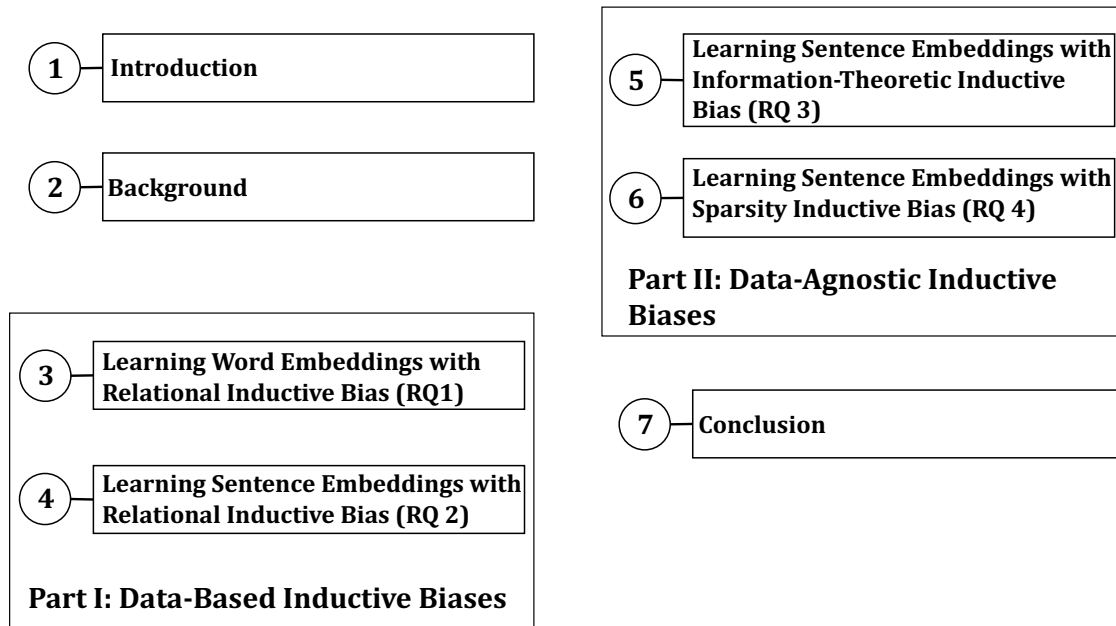 1
Introduction
2
Background
3
Learning Word Embeddings with
Relational Inductive Bias (RQ1)
4
Learning Sentence Embeddings with
Relational Inductive Bias (RQ 2)
Part I: Data-Based Inductive Biases
5
Learning Sentence Embeddings with
Information-Theoretic Inductive
Bias (RQ 3)
6
Learning Sentence Embeddings with
Sparsity Inductive Bias (RQ 4)
Part II: Data-Agnostic Inductive
Biases
7
Conclusion